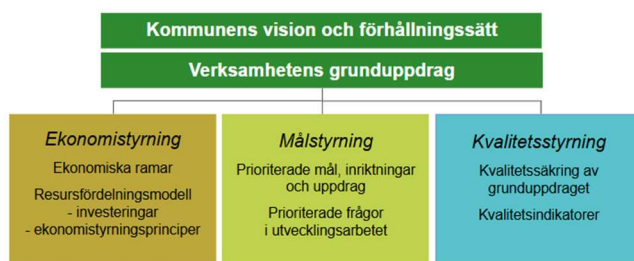 Kommunens vision och förhållningssätt
Verksamhetens grunduppdrag
Ekonomistyrning
Ekonomiska ramar
Resursfördelningsmodell
- investeringar
- ekonomistyrningsprinciper
Målstyrning
Prioriterade mål, inriktningar
och uppdrag
Prioriterade frågor
i utvecklingsarbetet
Kvalitetsstyrning
Kvalitetssäkring av
grunduppdraget
Kvalitetsindikatorer